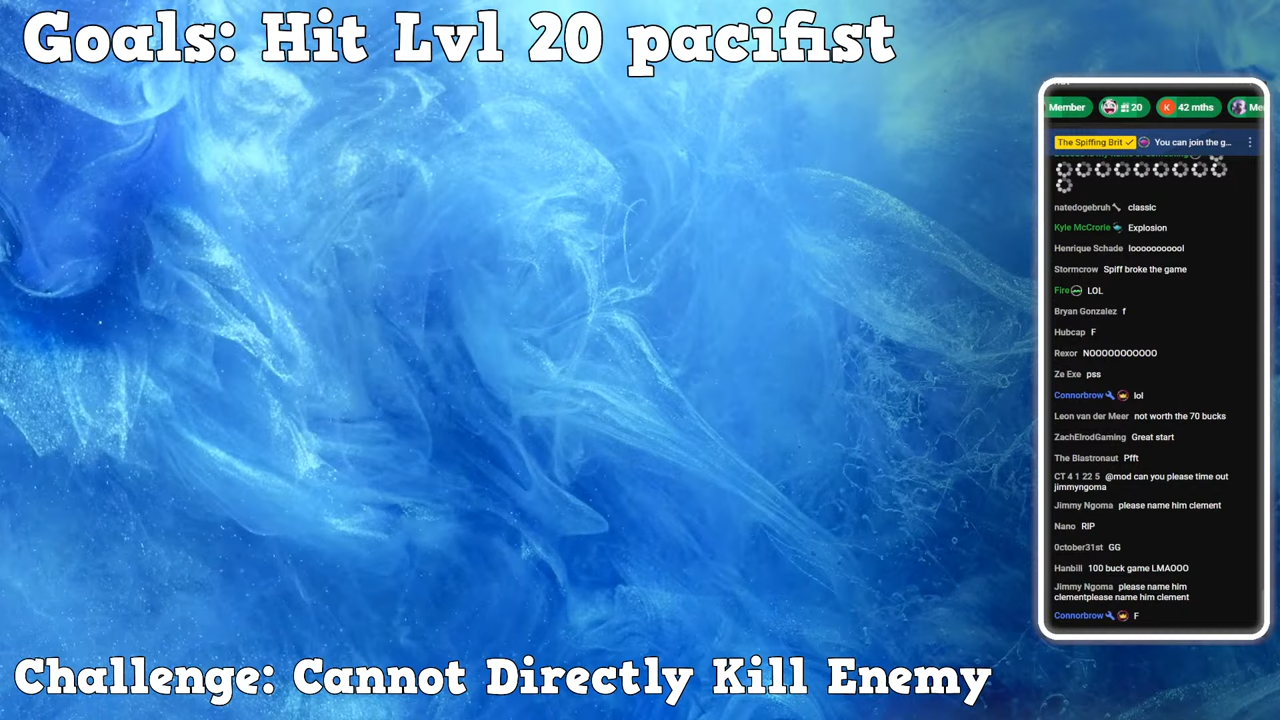 Goals: Hit Lvl 20 pacifist
Member
20
K 42 mths
The Spiffing Brit You can join the g...
natedogebruh classic
Kyle McCrorie Explosion
Henrique Schade looooooooool
Stormcrow Spiff broke the game
Fire LOL
Bryan Gonzalez f
Hubcap F
Rexor NOOOOOOOOOOO
Ze Exe pss
Connorbrow lol
Leon van der Meer not worth the 70 bucks
ZachElrodGaming Great start
The Blastronaut Pfft
CT 4 1 22 5 @mod can you please time out
jimmyngoma
Jimmy Ngoma please name him clement
Nano RIP
0ctober31st GG
Hanbill 100 buck game LMAOOO
Jimmy Ngoma please name him
clementplease name him clement
Connorbrow F
Challenge: Cannot Directly Kill Enemy